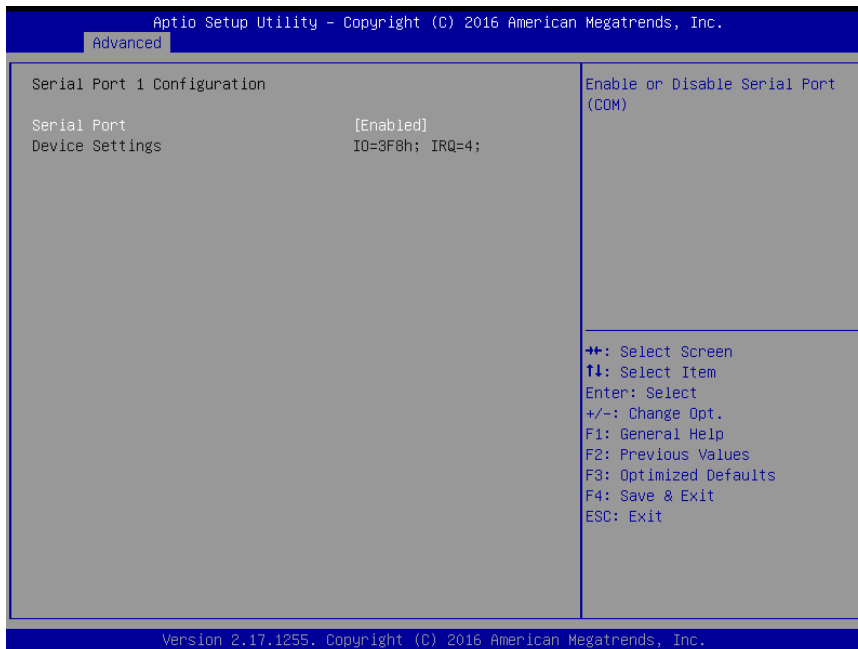 Aptio Setup Utility – Copyright (C) 2016 American Megatrends, Inc.
Advanced
Serial Port 1 Configuration
Serial Port [Enabled]
Device Settings IO=3F8h; IRQ=4;
Enable or Disable Serial Port
(COM)
→←: Select Screen
↑↓: Select Item
Enter: Select
+/-: Change Opt.
F1: General Help
F2: Previous Values
F3: Optimized Defaults
F4: Save & Exit
ESC: Exit
Version 2.17.1255. Copyright (C) 2016 American Megatrends, Inc.